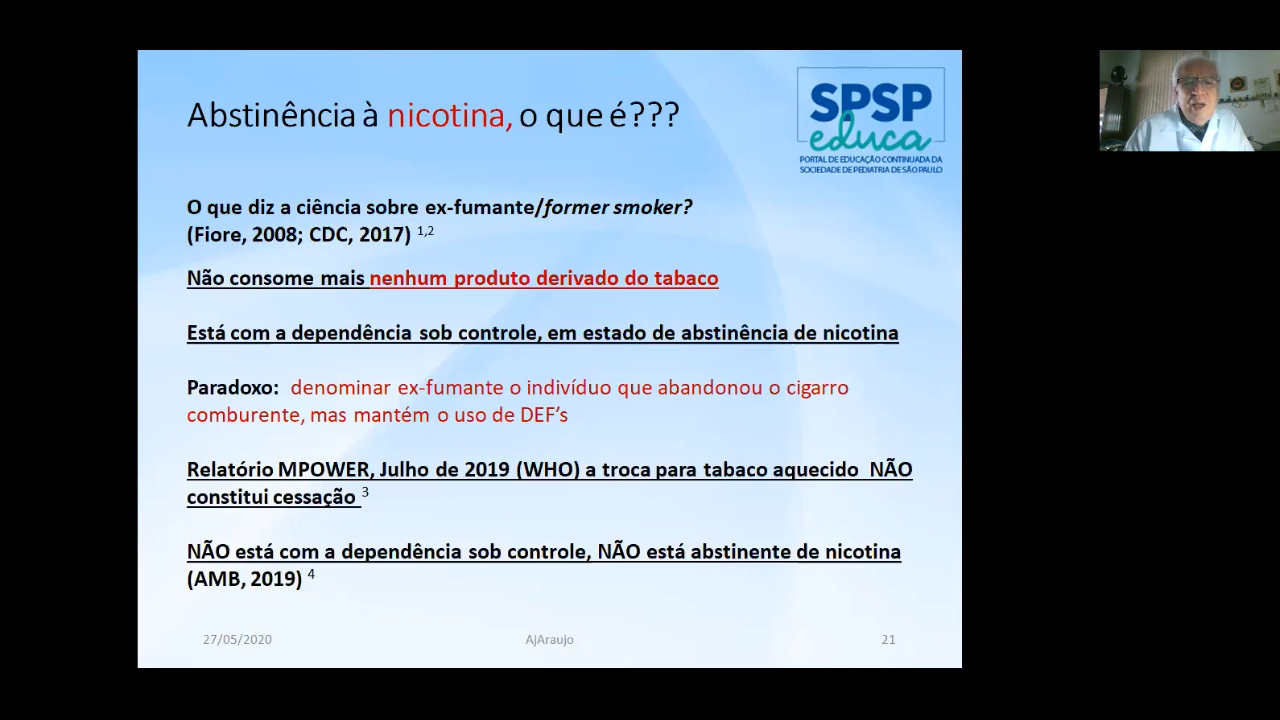 Abstinência à nicotina, o que é???
SPSP
educa
PORTAL DE EDUCAÇÃO CONTINUADA DA
SOCIEDADE DE PEDIATRIA DE SÃO PAULO
O que diz a ciência sobre ex-fumante/former smoker?
(Fiore, 2008; CDC, 2017) 1,2
Não consome mais nenhum produto derivado do tabaco
Está com a dependência sob controle, em estado de abstinência de nicotina
Paradoxo: denominar ex-fumante o indivíduo que abandonou o cigarro
comburente, mas mantém o uso de DEF’s
Relatório MPOWER, Julho de 2019 (WHO) a troca para tabaco aquecido NÃO
constitui cessação 3
NÃO está com a dependência sob controle, NÃO está abstinente de nicotina
(AMB, 2019) 4
27/05/2020
AjAraujo
21